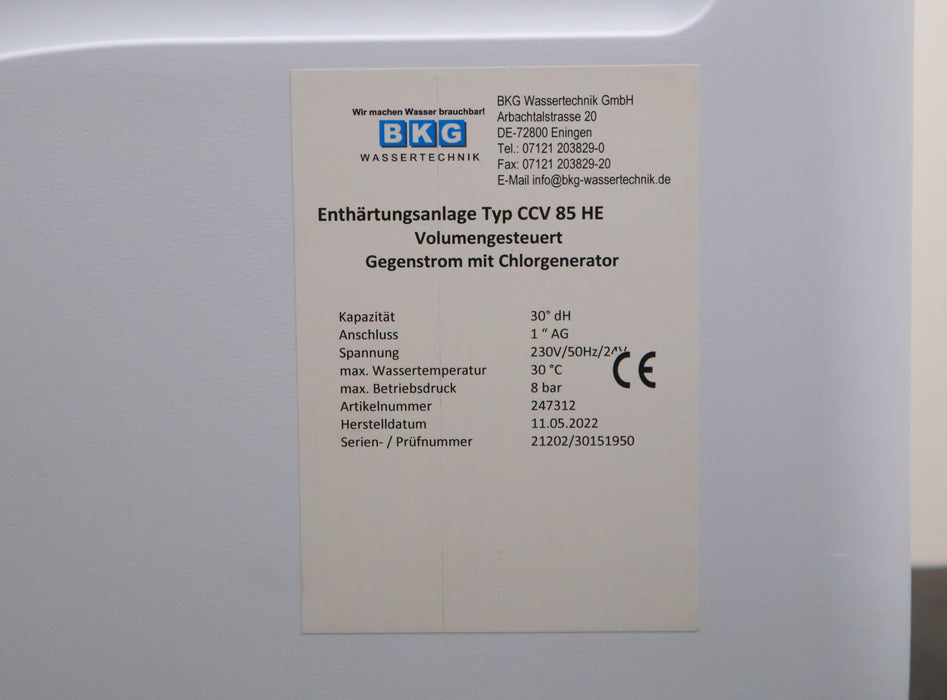 Wir machen Wasser brauchbar!
BKG
WASSERTECHNIK
BKG Wassertechnik GmbH
Arbachtalstrasse 20
DE-72800 Eningen
Tel.: 07121 203829-0
Fax: 07121 203829-20
E-Mail info@bkg-wassertechnik.de
Enthärtungsanlage Typ CCV 85 HE
Volumengesteuert
Gegenstrom mit Chlorgenerator
Kapazität 30° dH
Anschluss 1 “ AG
Spannung 230V/50Hz/24V
max. Wassertemperatur 30 °C
CE
max. Betriebsdruck 8 bar
Artikelnummer 247312
Herstelldatum 11.05.2022
Serien- / Prüfnummer 21202/30151950